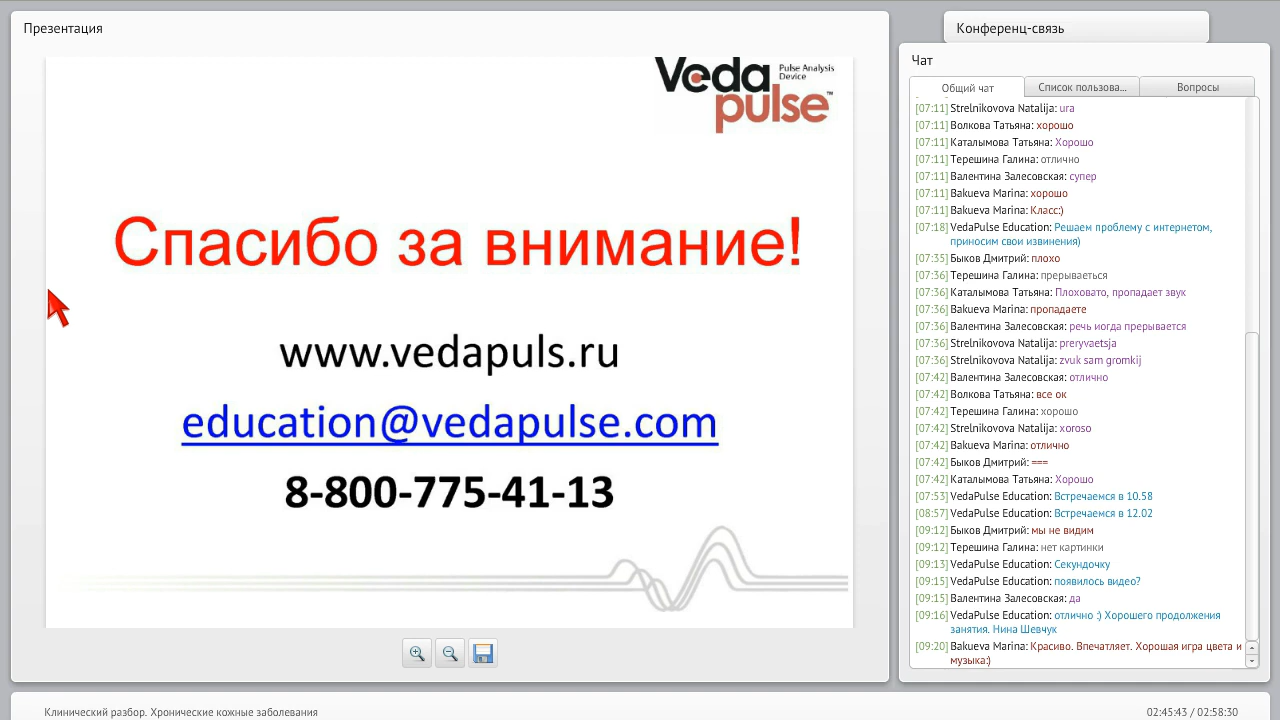 Презентация
Veda
Pulse Analysis
Device
pulse™
Спасибо за внимание!
www.vedapuls.ru
education@vedapulse.com
8-800-775-41-13
Конференц-связь
Чат
Общий чат
Список пользова...
Вопросы
[07:11] Strelnikovova Natalija: ura
[07:11] Волкова Татьяна: хорошо
[07:11] Каталымова Татьяна: Хорошо
[07:11] Терешина Галина: отлично
[07:11] Валентина Залесовская: супер
[07:11] Bakueva Marina: хорошо
[07:11] Bakueva Marina: Класс:)
[07:18] VedaPulse Education: Решаем проблему с интернетом,
приносим свои извинения)
[07:35] Быков Дмитрий: плохо
[07:36] Терешина Галина: прерываеться
[07:36] Каталымова Татьяна: Плоховато, пропадает звук
[07:36] Bakueva Marina: пропадаете
[07:36] Валентина Залесовская: речь иогда прерывается
[07:36] Strelnikovova Natalija: preryvaetsja
[07:36] Strelnikovova Natalija: zvuk sam gromkij
[07:42] Валентина Залесовская: отлично
[07:42] Волкова Татьяна: все ок
[07:42] Терешина Галина: хорошо
[07:42] Strelnikovova Natalija: xoroso
[07:42] Bakueva Marina: отлично
[07:42] Быков Дмитрий: ===
[07:42] Каталымова Татьяна: Хорошо
[07:53] VedaPulse Education: Встречаемся в 10.58
[08:57] VedaPulse Education: Встречаемся в 12.02
[09:12] Быков Дмитрий: мы не видим
[09:12] Терешина Галина: нет картинки
[09:13] VedaPulse Education: Секундочку
[09:15] VedaPulse Education: появилось видео?
[09:15] Валентина Залесовская: да
[09:16] VedaPulse Education: отлично :) Хорошего продолжения
занятия. Нина Шевчук
[09:20] Bakueva Marina: Красиво. Впечатляет. Хорошая игра цвета и
музыка:)
Клинический разбор. Хронические кожные заболевания
02:45:43 / 02:58:30